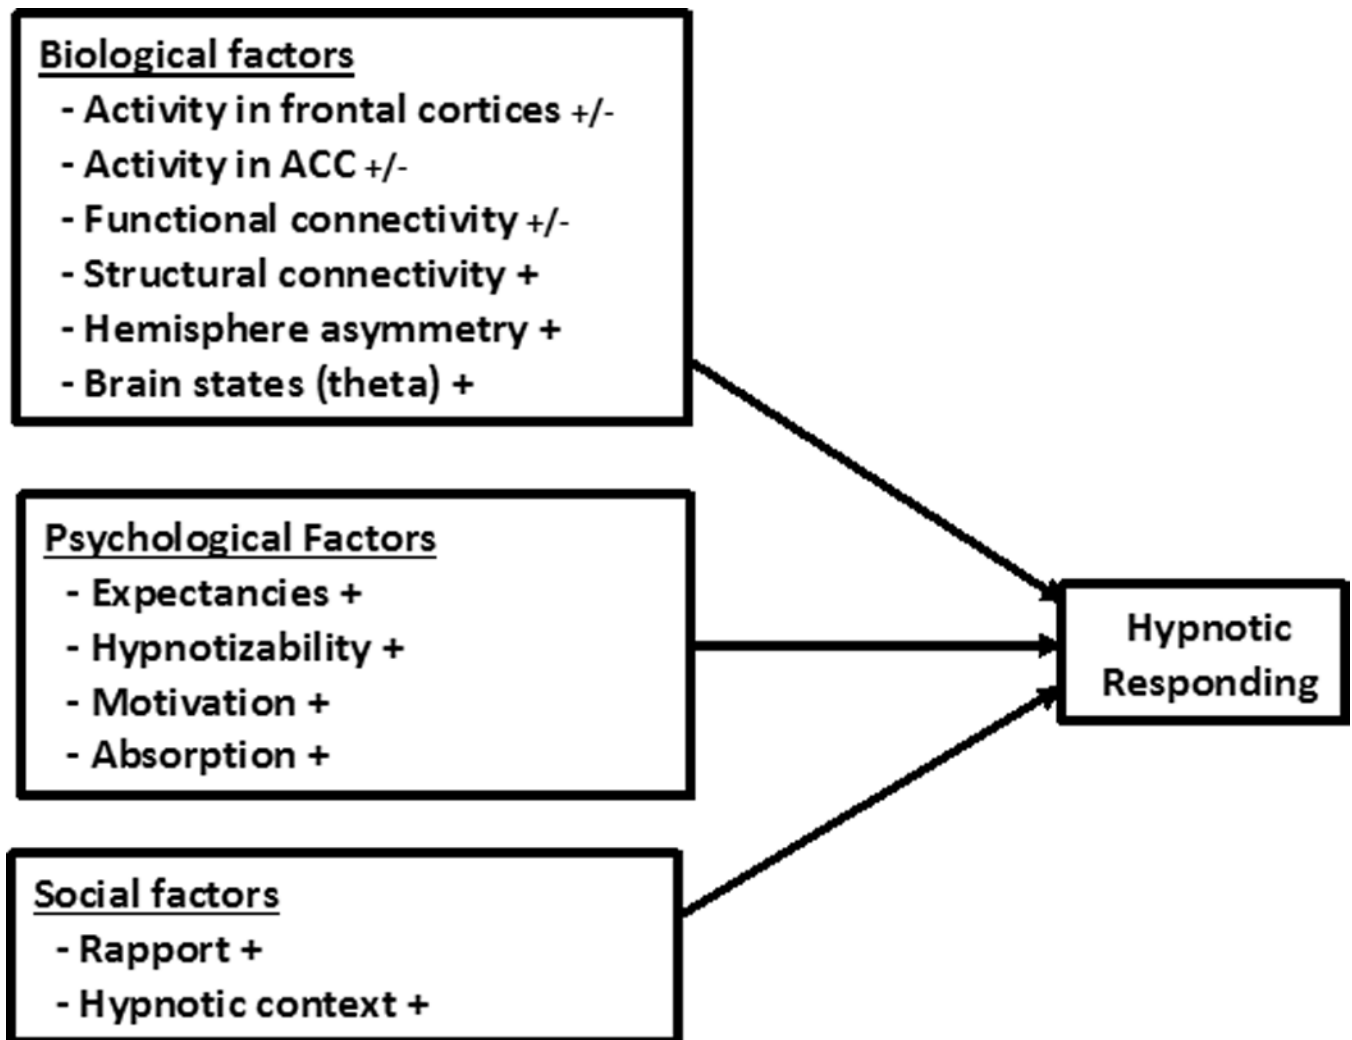 Biological factors
- Activity in frontal cortices +/-
- Activity in ACC +/-
- Functional connectivity +/-
- Structural connectivity +
- Hemisphere asymmetry +
- Brain states (theta) +
Psychological Factors
- Expectancies +
- Hypnotizability +
- Motivation +
- Absorption +
Social factors
- Rapport +
- Hypnotic context +
Hypnotic
Responding